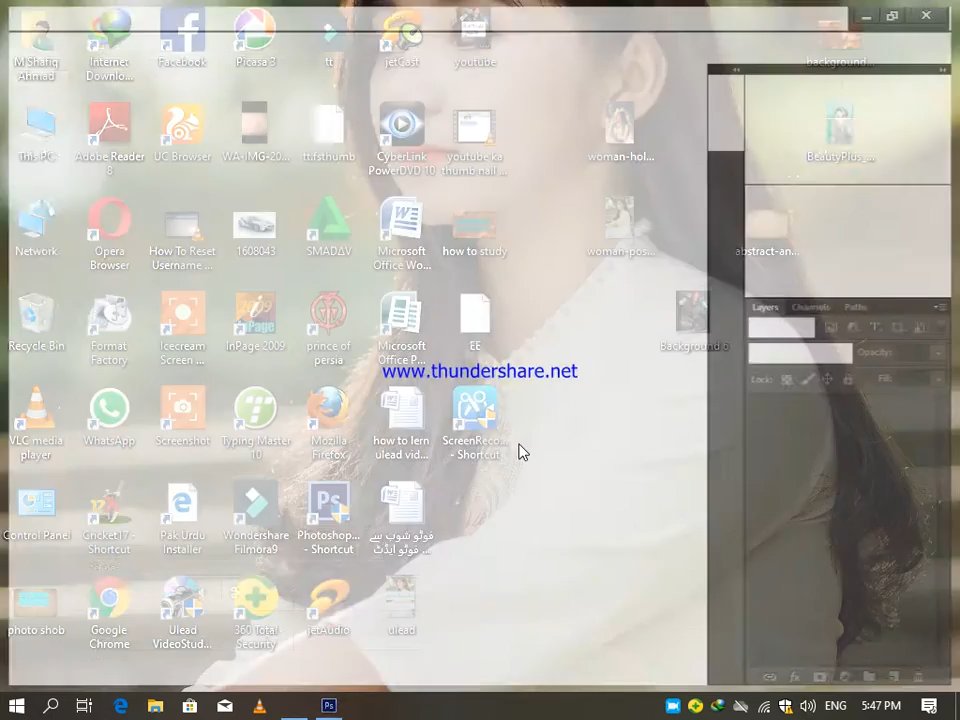 M Shafiq Ahmad
Internet Downlo...
Facebook
Picasa 3
tt
jetCast
youtube
background...
This PC
Adobe Reader 8
UC Browser
WA-IMG-20...
tt.fsthumb
CyberLink PowerDVD 10
youtube ka thumb nail ...
woman-hol...
BeautyPlus_...
Network
Opera Browser
How To Reset Username ...
1608043
SMADΔV
Microsoft Office Wo...
how to study
woman-pos...
abstract-an...
Recycle Bin
Format Factory
Icecream Screen ...
InPage 2009
prince of persia
Microsoft Office P...
EE
Background 6
Layers
Channels
Paths
Opacity:
Lock:
Fill:
www.thundershare.net
VLC media player
WhatsApp
Screenshot
Typing Master 10
Mozilla Firefox
how to lern ulead vid...
ScreenReco... - Shortcut
Control Panel
Cricket17 - Shortcut
Pak Urdu Installer
Wondershare Filmora9
Photoshop... - Shortcut
فوٹو شوپ سے فوٹو ایڈٹ ...
photo shob
Google Chrome
Ulead VideoStud...
360 Total Security
jetAudio
ulead
ENG
5:47 PM